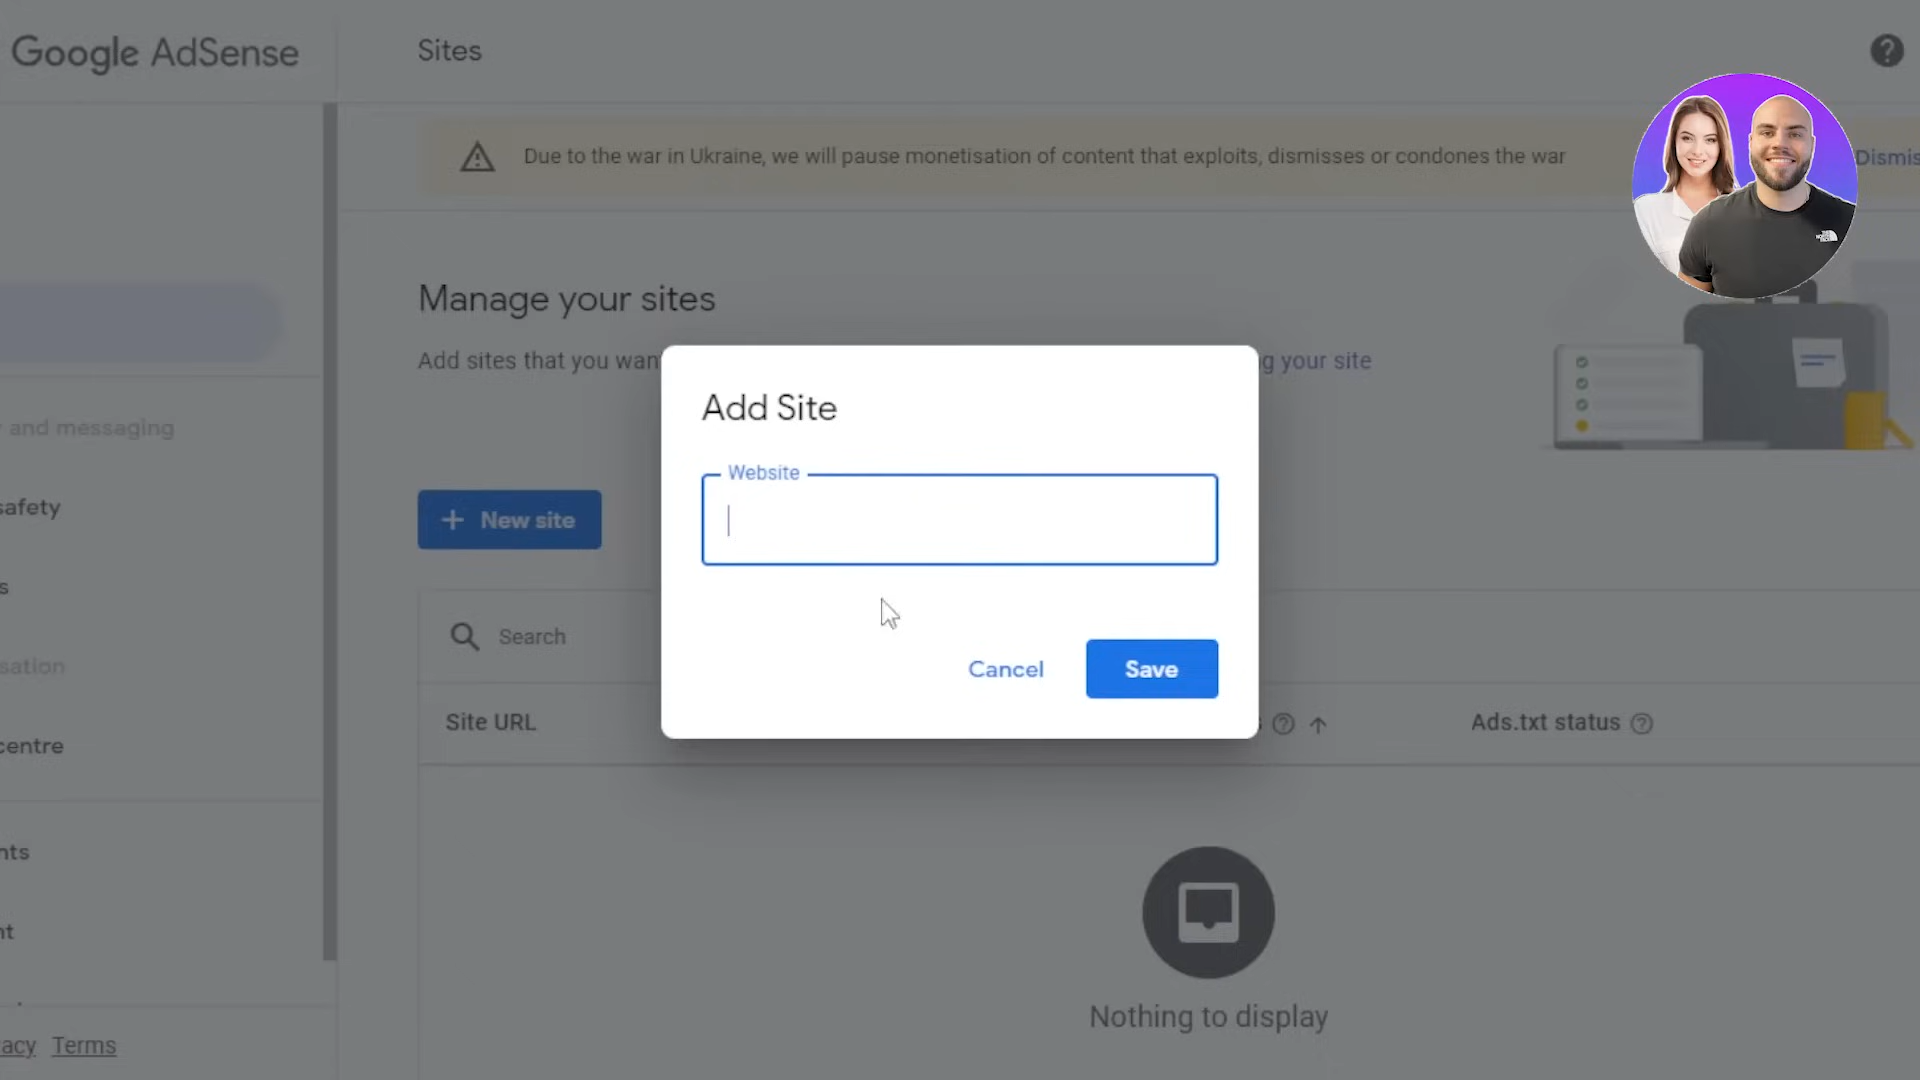 Google AdSense
Sites
Due to the war in Ukraine, we will pause monetisation of content that exploits, dismisses or condones the war
Dismis
Manage your sites
Add sites that you wan
g your site
Add Site
Website
and messaging
safety
+ New site
s
Search
Cancel
Save
sation
Site URL
Ads.txt status
centre
nts
nt
Nothing to display
acy Terms